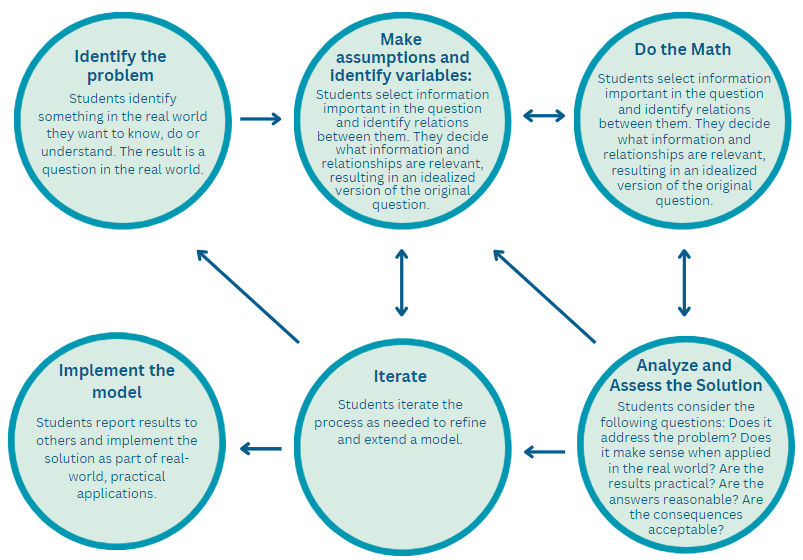 Identify the
problem
Students identify
something in the real world
they want to know, do or
understand. The result is a
question in the real world.
Make
assumptions and
identify variables:
Students select information
important in the question
and identify relations
between them. They decide
what information and
relationships are relevant,
resulting in an idealized
version of the original
question.
Do the Math
Students select information
important in the question
and identify relations
between them. They decide
what information and
relationships are relevant,
resulting in an idealized
version of the original
question.
Implement the
model
Students report results to
others and implement the
solution as part of real-
world, practical
applications.
Iterate
Students iterate the
process as needed to refine
and extend a model.
Analyze and
Assess the Solution
Students consider the
following questions: Does it
address the problem? Does
it make sense when applied
in the real world? Are the
results practical? Are the
answers reasonable? Are
the consequences
acceptable?